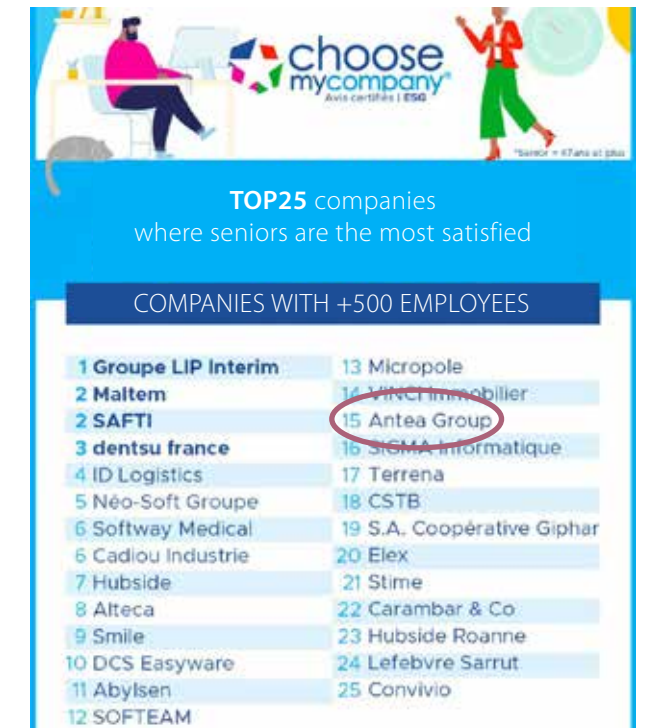 choose
mycompany®
Avis certifiés | ESG
*Senior = 47ans et plus
TOP25 companies
where seniors are the most satisfied
COMPANIES WITH +500 EMPLOYEES
1 Groupe LIP Interim
2 Maltem
2 SAFTI
3 dentsu france
4 ID Logistics
5 Néo-Soft Groupe
6 Softway Medical
6 Cadiou Industrie
7 Hubside
8 Alteca
9 Smile
10 DCS Easyware
11 Abylsen
12 SOFTEAM
13 Micropole
14 VINCI Immobilier
15 Antea Group
16 SIGMA Informatique
17 Terrena
18 CSTB
19 S.A. Coopérative Giphar
20 Elex
21 Stime
22 Carambar & Co
23 Hubside Roanne
24 Lefebvre Sarrut
25 Convivio